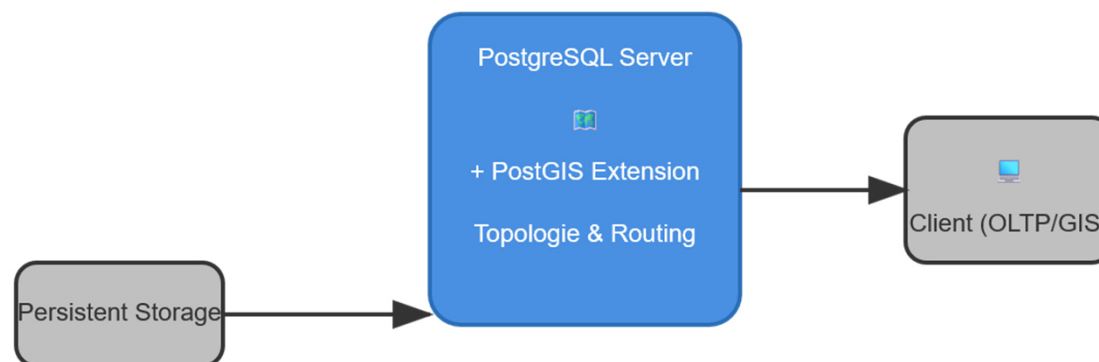 PostgreSQL Server
+ PostGIS Extension
Topologie & Routing
Client (OLTP/GIS
Persistent Storage